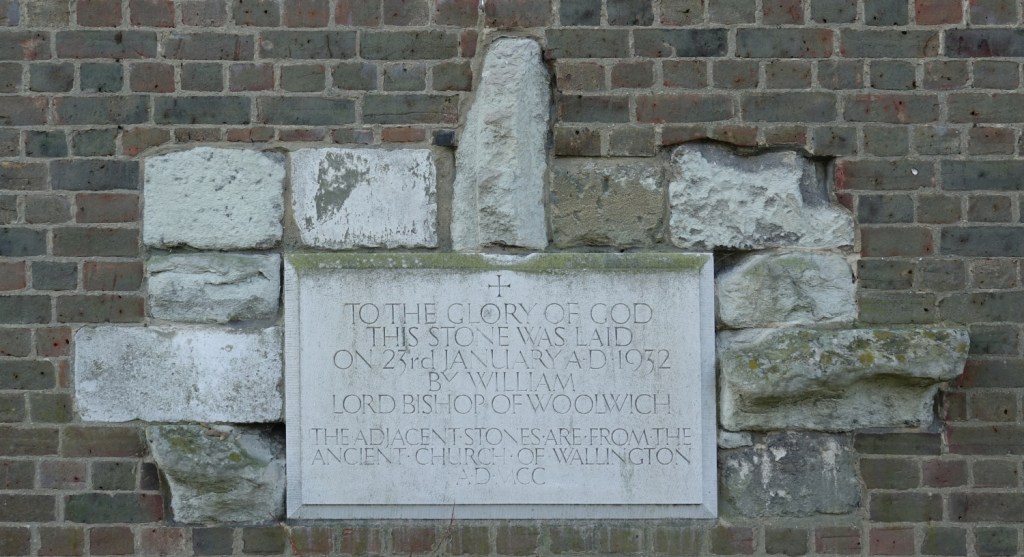 TO THE GLORY OF GOD
THIS STONE WAS LAID
ON 23rd JANUARY A·D·1932
BY WILLIAM
LORD BISHOP OF WOOLWICH
THE ADJACENT·STONES·ARE·FROM THE
ANCIENT·CHURCH·OF WALLINGTON
A·D·